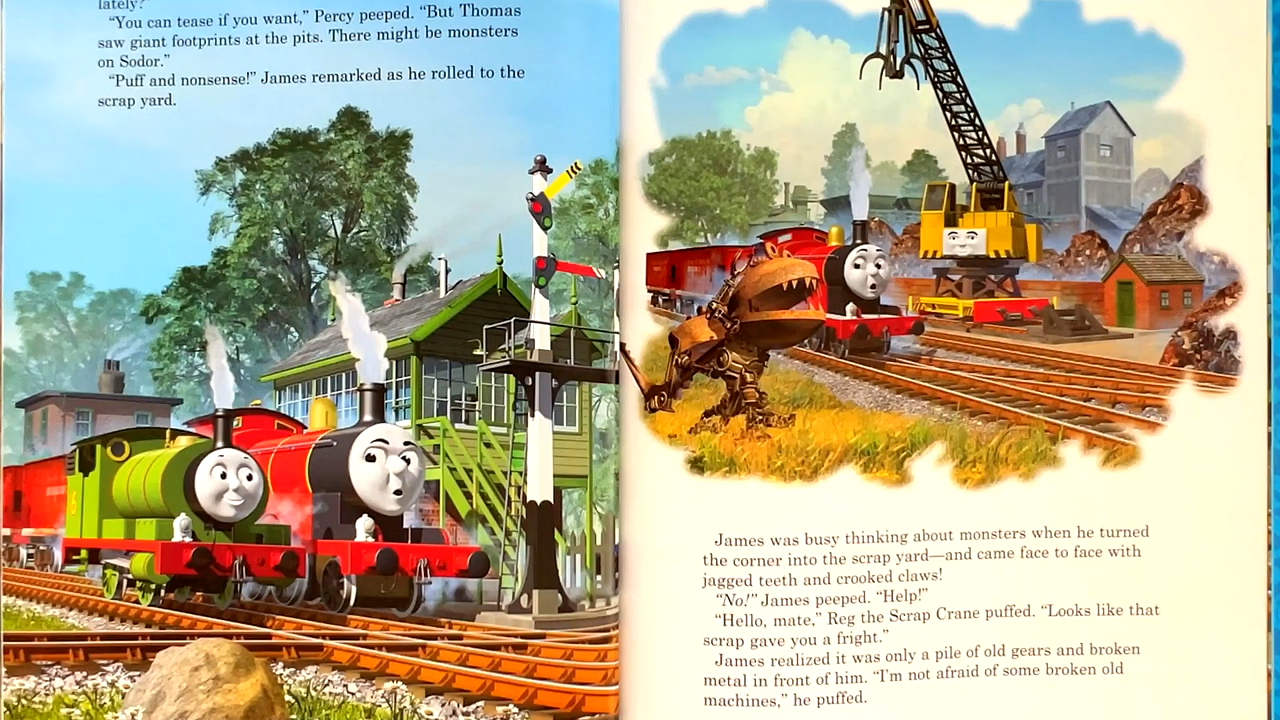 lately?"
"You can tease if you want," Percy peeped. "But Thomas
saw giant footprints at the pits. There might be monsters
on Sodor."
"Puff and nonsense!" James remarked as he rolled to the
scrap yard.
James was busy thinking about monsters when he turned
the corner into the scrap yard—and came face to face with
jagged teeth and crooked claws!
"No!" James peeped. "Help!"
"Hello, mate," Reg the Scrap Crane puffed. "Looks like that
scrap gave you a fright."
James realized it was only a pile of old gears and broken
metal in front of him. "I'm not afraid of some broken old
machines," he puffed.